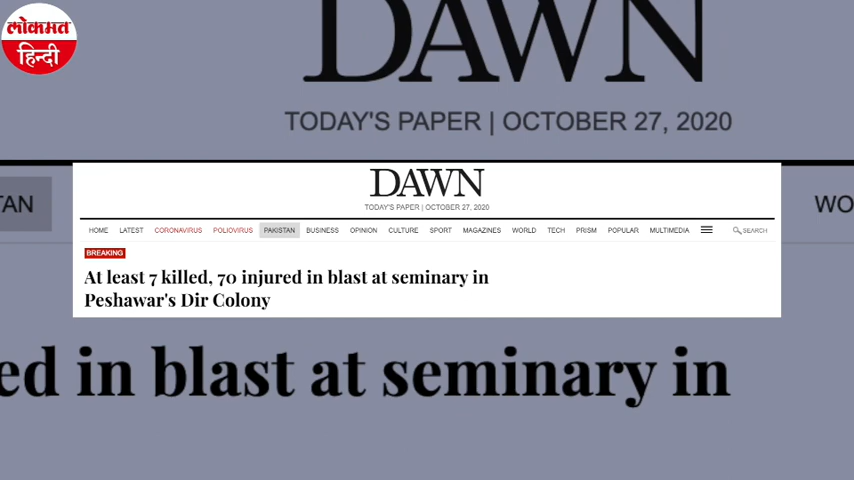 लोकमत
हिन्दी
DAWN
TODAY'S PAPER | OCTOBER 27, 2020
TAN
WO
DAWN
TODAY'S PAPER | OCTOBER 27, 2020
HOME LATEST CORONAVIRUS POLIOVIRUS PAKISTAN BUSINESS OPINION CULTURE SPORT MAGAZINES WORLD TECH PRISM POPULAR MULTIMEDIA SEARCH
BREAKING
At least 7 killed, 70 injured in blast at seminary in
Peshawar's Dir Colony
ed in blast at seminary in